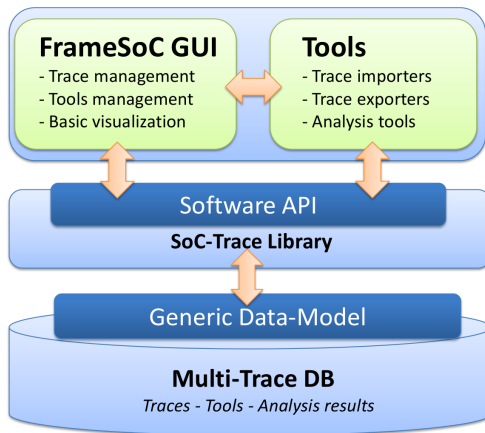 FrameSoC GUI
- Trace management
- Tools management
- Basic visualization
Tools
- Trace importers
- Trace exporters
- Analysis tools
Software API
SoC-Trace Library
Generic Data-Model
Multi-Trace DB
Traces - Tools - Analysis results